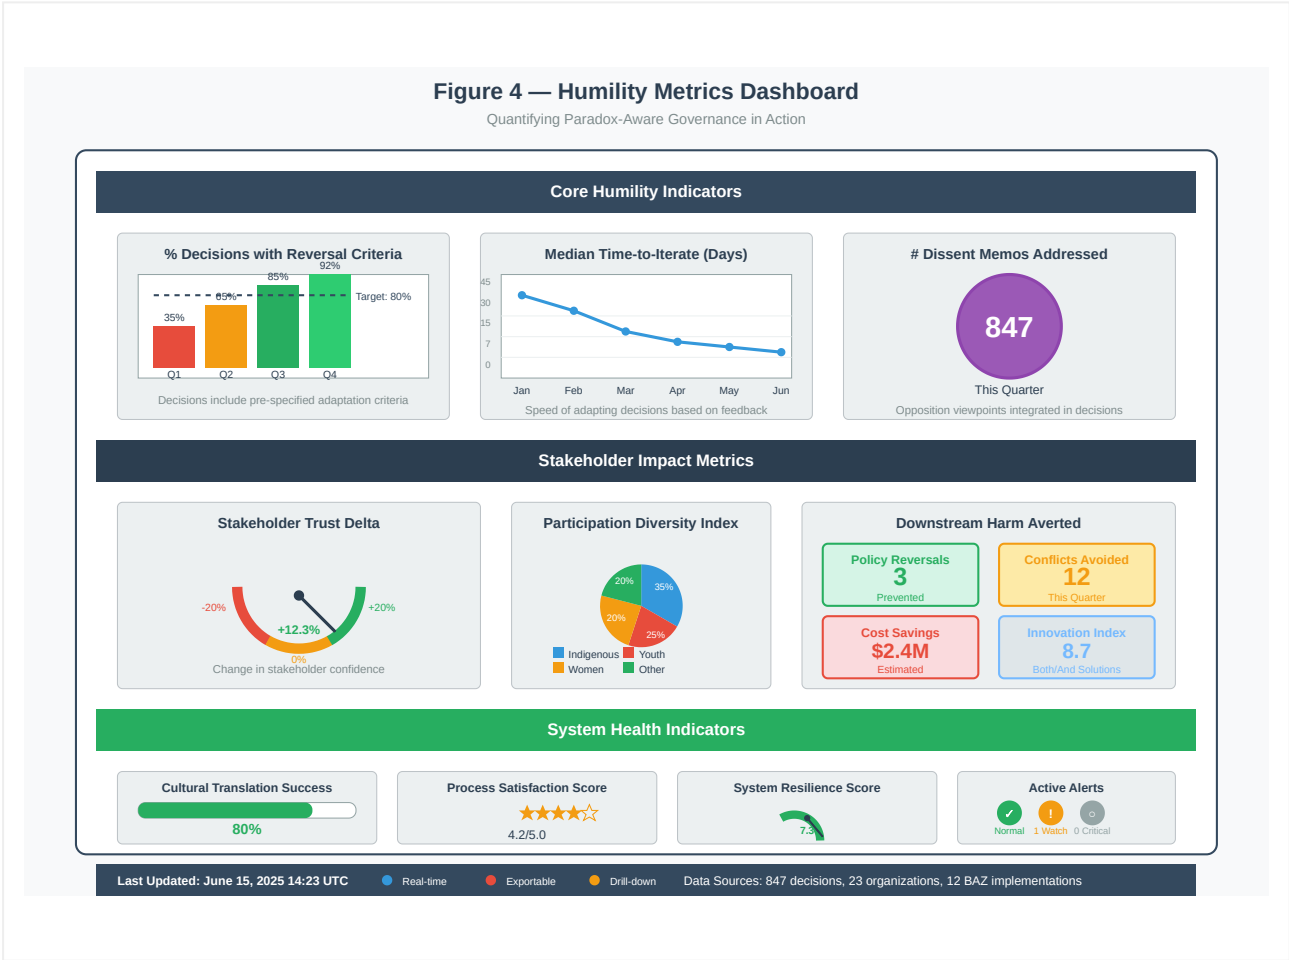 Figure 4 — Humility Metrics Dashboard
Quantifying Paradox-Aware Governance in Action
Core Humility Indicators
% Decisions with Reversal Criteria
92%
85%
65%
Target: 80%
35%
Q1 Q2 Q3 Q4
Decisions include pre-specified adaptation criteria
Median Time-to-Iterate (Days)
45
30
15
7
0
Jan Feb Mar Apr May Jun
Speed of adapting decisions based on feedback
# Dissent Memos Addressed
847
This Quarter
Opposition viewpoints integrated in decisions
Stakeholder Impact Metrics
Stakeholder Trust Delta
-20% +20%
+12.3%
0%
Change in stakeholder confidence
Participation Diversity Index
20% 35%
20%
25%
Indigenous Youth
Women Other
Downstream Harm Averted
Policy Reversals
3
Prevented
Conflicts Avoided
12
This Quarter
Cost Savings
$2.4M
Estimated
Innovation Index
8.7
Both/And Solutions
System Health Indicators
Cultural Translation Success
80%
Process Satisfaction Score
4.2/5.0
System Resilience Score
7.3
Active Alerts
✓ ! ○
Normal 1 Watch 0 Critical
Last Updated: June 15, 2025 14:23 UTC Real-time Exportable Drill-down Data Sources: 847 decisions, 23 organizations, 12 BAZ implementations